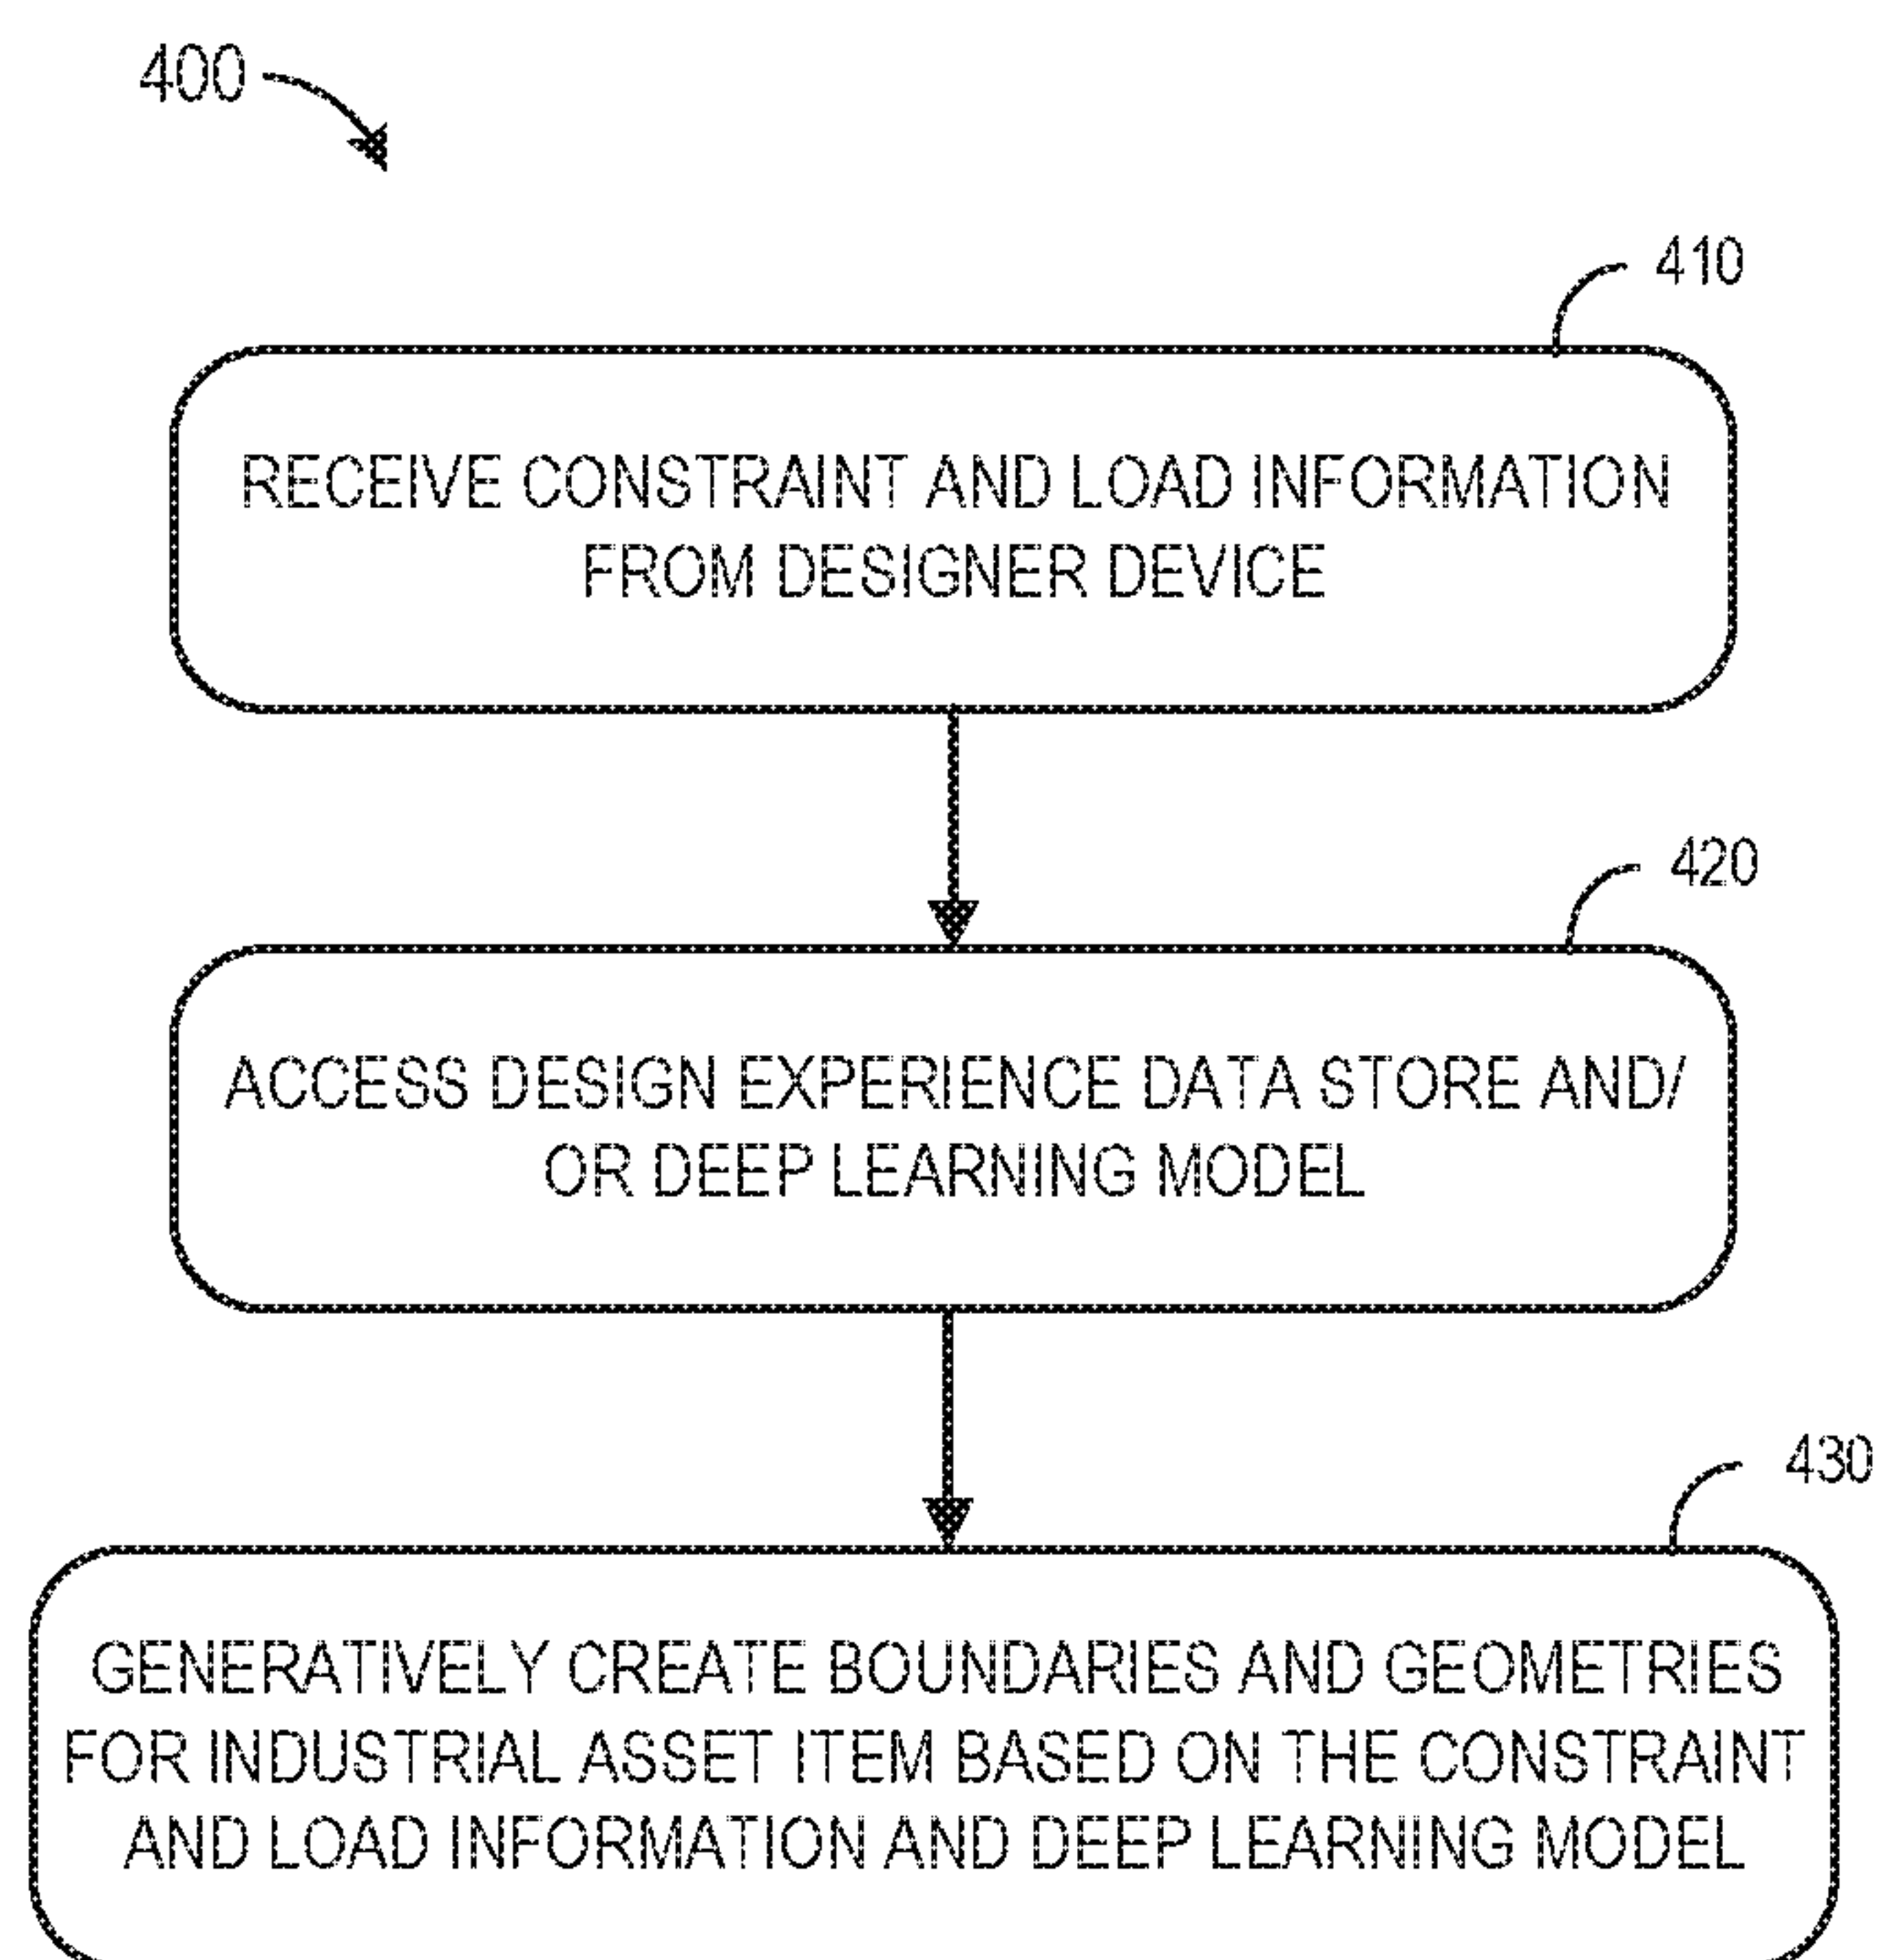 400
410
RECEIVE CONSTRAINT AND LOAD INFORMATION
FROM DESIGNER DEVICE
420
ACCESS DESIGN EXPERIENCE DATA STORE AND/
OR DEEP LEARNING MODEL
430
GENERATIVELY CREATE BOUNDARIES AND GEOMETRIES
FOR INDUSTRIAL ASSET ITEM BASED ON THE CONSTRAINT
AND LOAD INFORMATION AND DEEP LEARNING MODEL